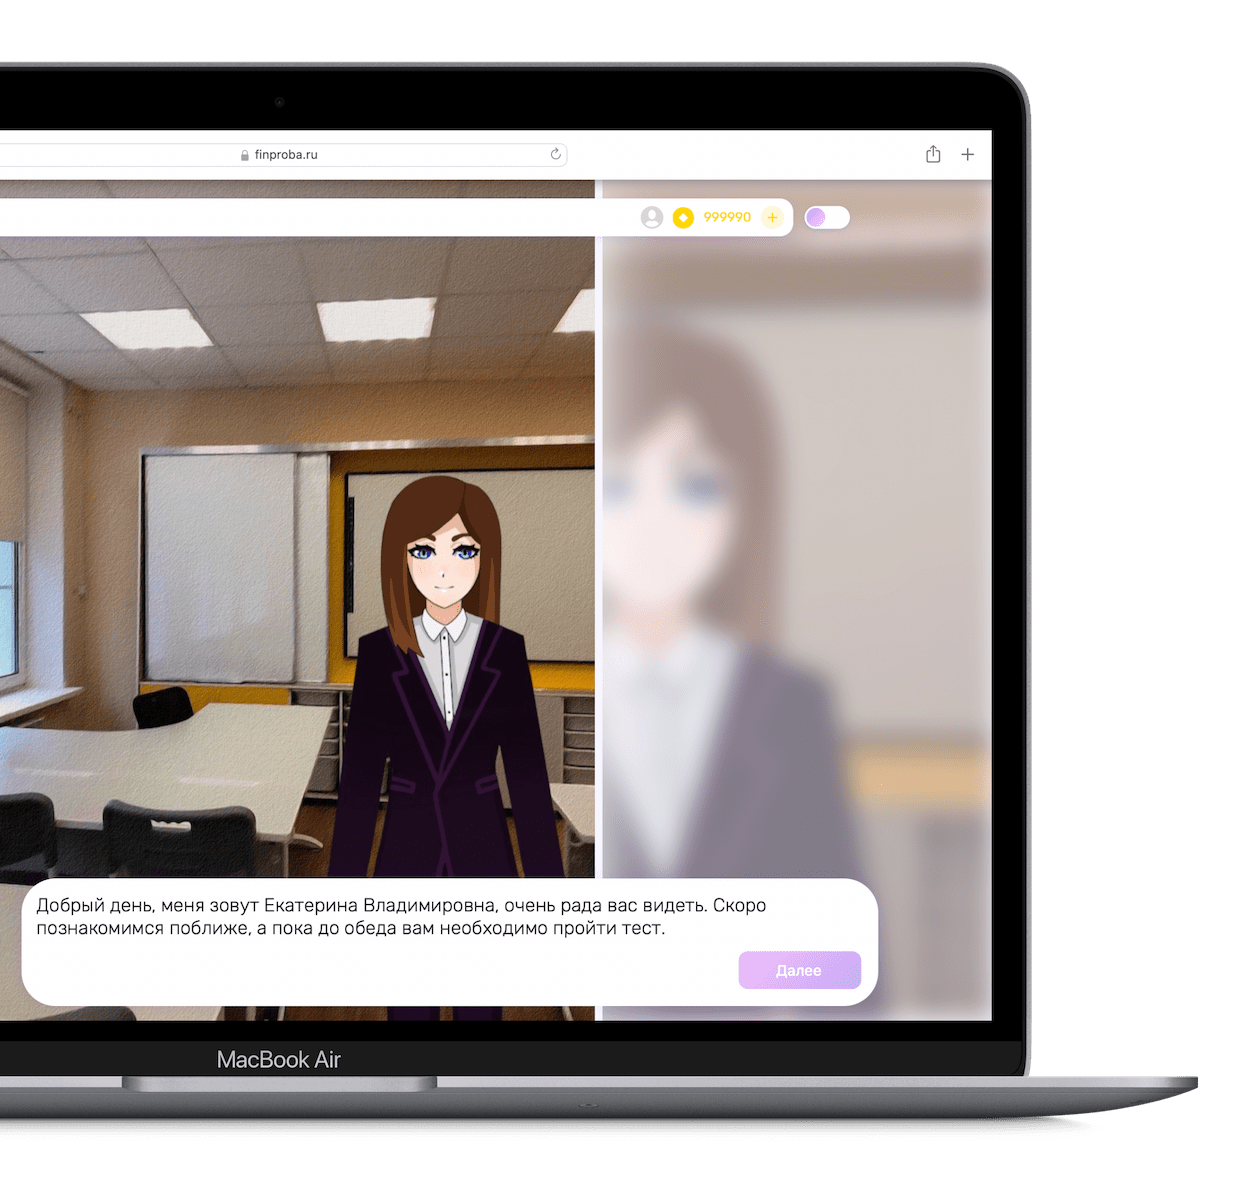 finproba.ru
999990
Добрый день, меня зовут Екатерина Владимировна, очень рада вас видеть. Скоро
познакомимся поближе, а пока до обеда вам необходимо пройти тест.
Далее
MacBook Air